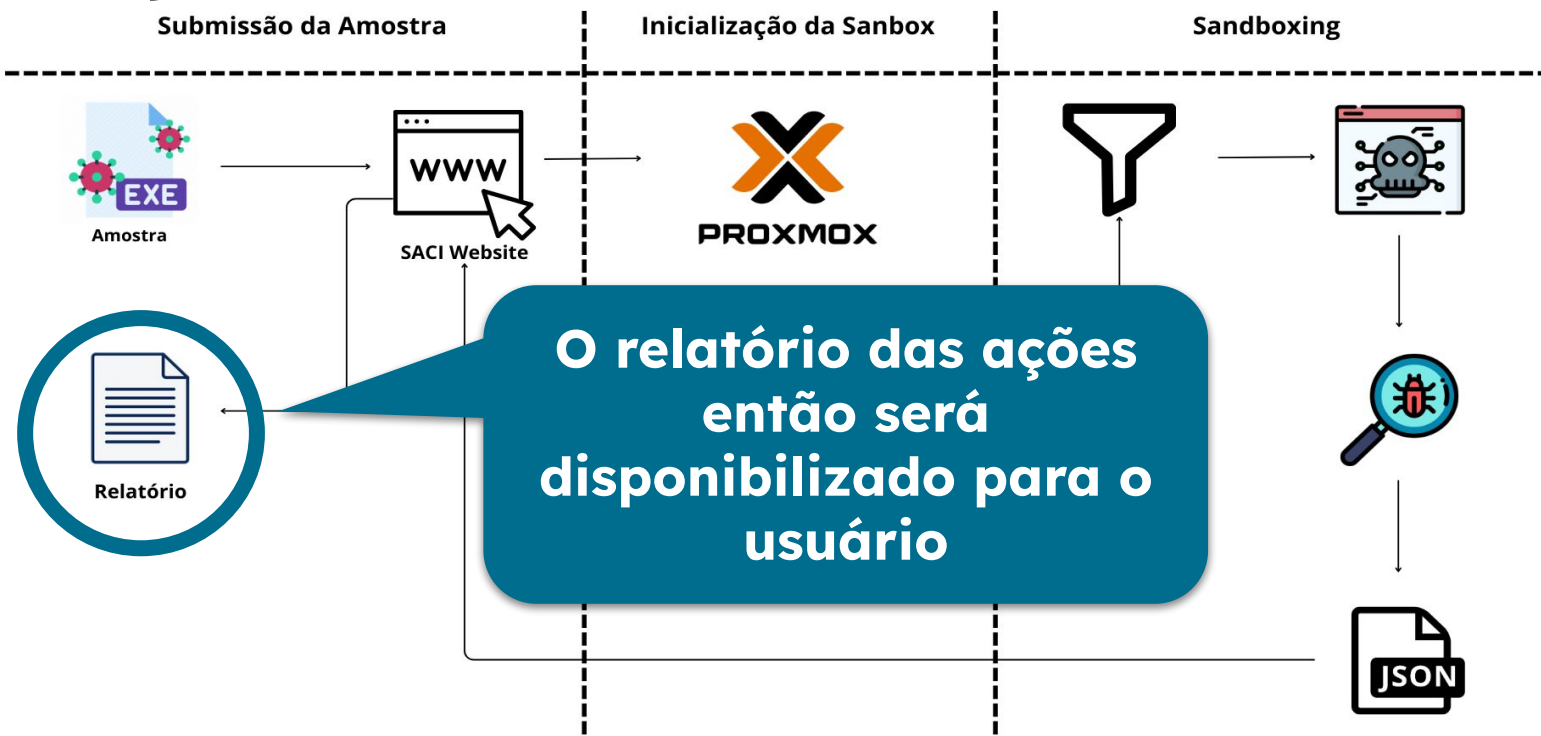 Submissão da Amostra
Inicialização da Sanbox
Sandboxing
EXE
Amostra
WWW
SACI Website
PROXMOX
O relatório das ações
então será
disponibilizado para o
usuário
Relatório
JSON